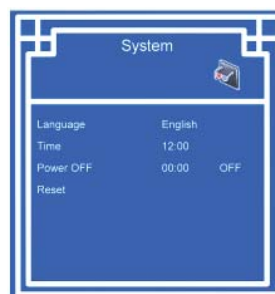 System
Language English
Time 12:00
Power OFF 00:00 OFF
Reset